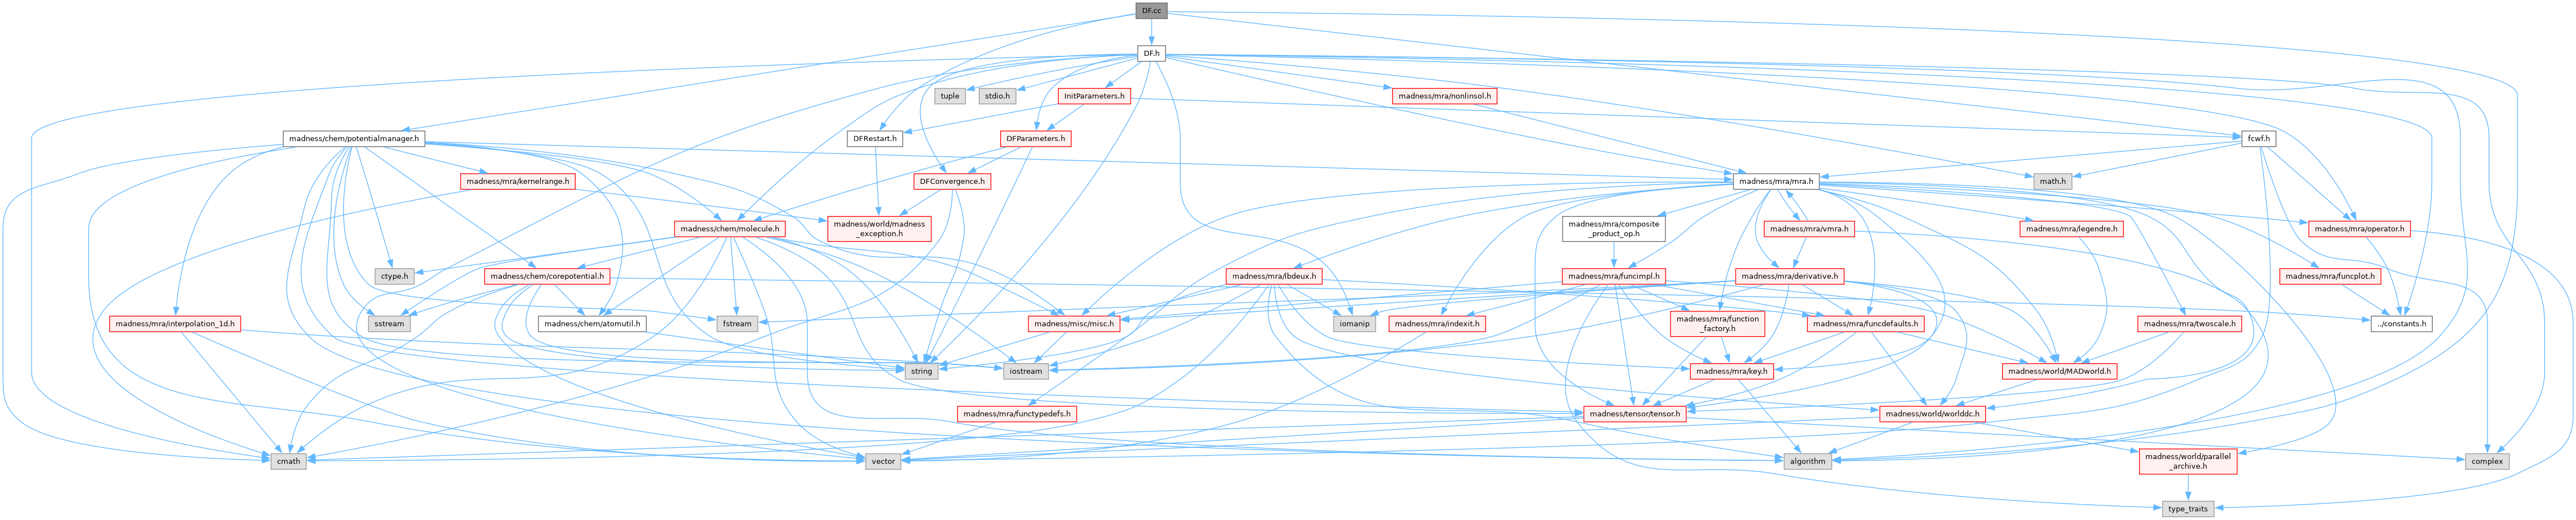 DF.cc
DF.h
tuple
stdio.h
InitParameters.h
madness/mra/nonlinsol.h
madness/chem/potentialmanager.h
DFRestart.h
DFParameters.h
fcwf.h
madness/mra/kernelrange.h
DFConvergence.h
madness/mra/mra.h
math.h
madness/chem/molecule.h
madness/world/madness
_exception.h
madness/mra/composite
_product_op.h
madness/mra/vmra.h
madness/mra/legendre.h
madness/mra/operator.h
ctype.h
madness/chem/corepotential.h
madness/mra/lbdeux.h
madness/mra/funcimpl.h
madness/mra/derivative.h
madness/mra/funcplot.h
madness/mra/interpolation_1d.h
sstream
madness/chem/atomutil.h
fstream
madness/misc/misc.h
iomanip
madness/mra/indexit.h
madness/mra/function
_factory.h
madness/mra/funcdefaults.h
madness/mra/twoscale.h
../constants.h
string
iostream
madness/mra/key.h
madness/world/MADworld.h
madness/mra/functypedefs.h
madness/tensor/tensor.h
madness/world/worlddc.h
cmath
vector
algorithm
madness/world/parallel
_archive.h
complex
type_traits